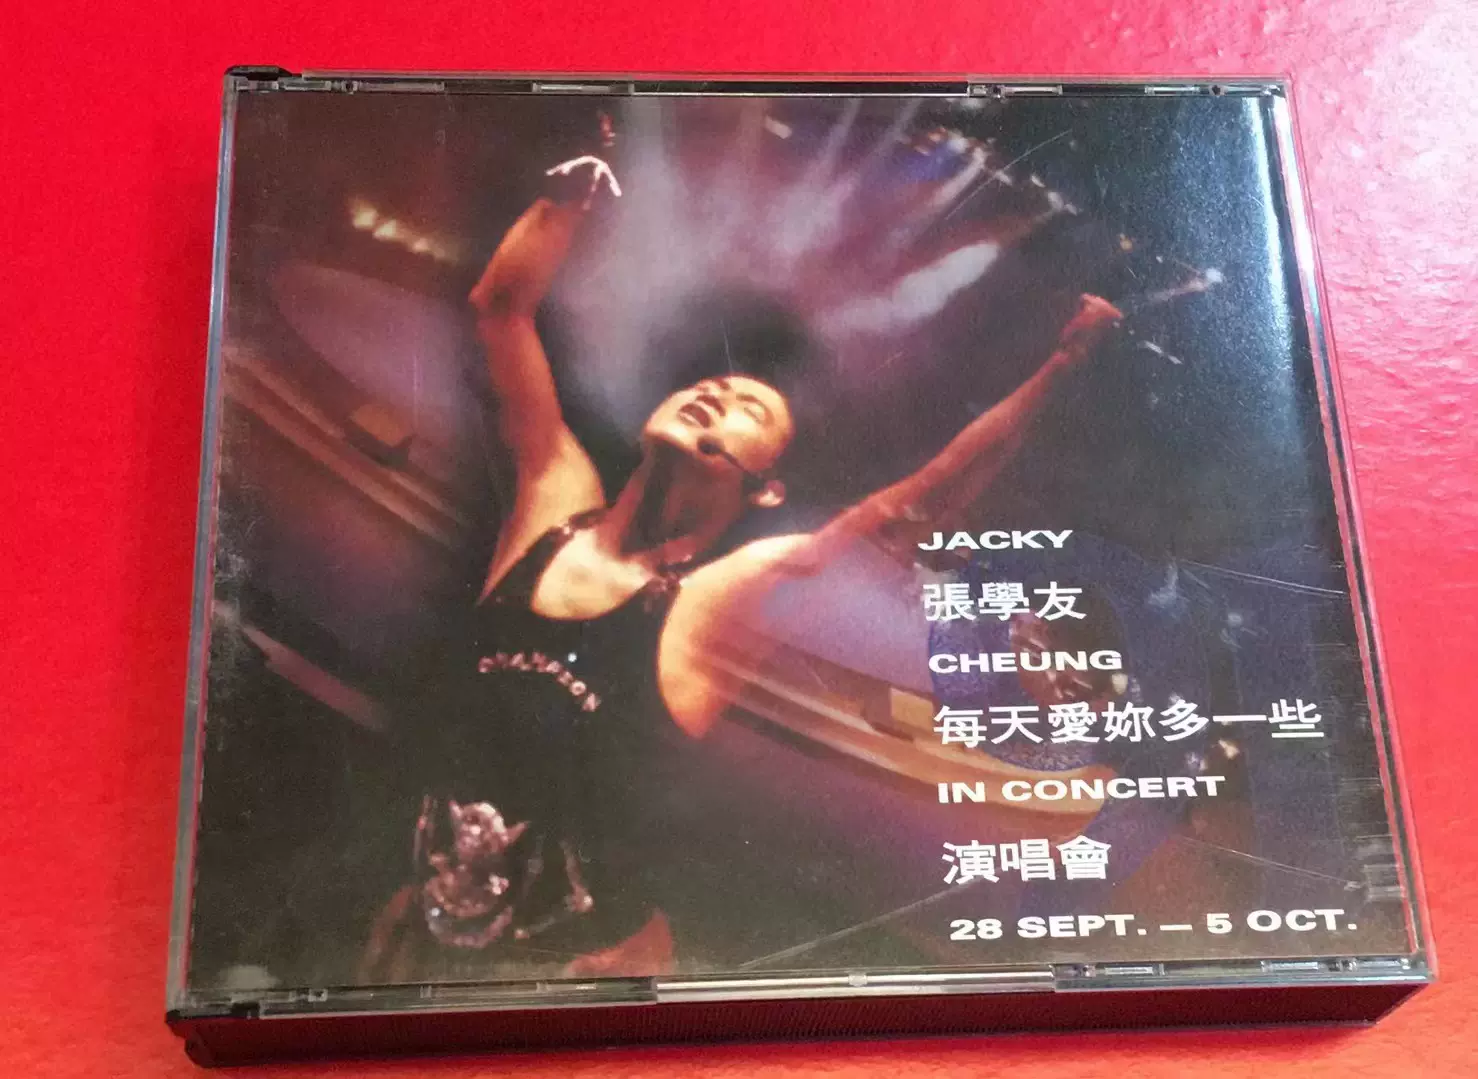 JACKY
張學友
CHEUNG
每天愛妳多一些
IN CONCERT
演唱會
28 SEPT. — 5 OCT.